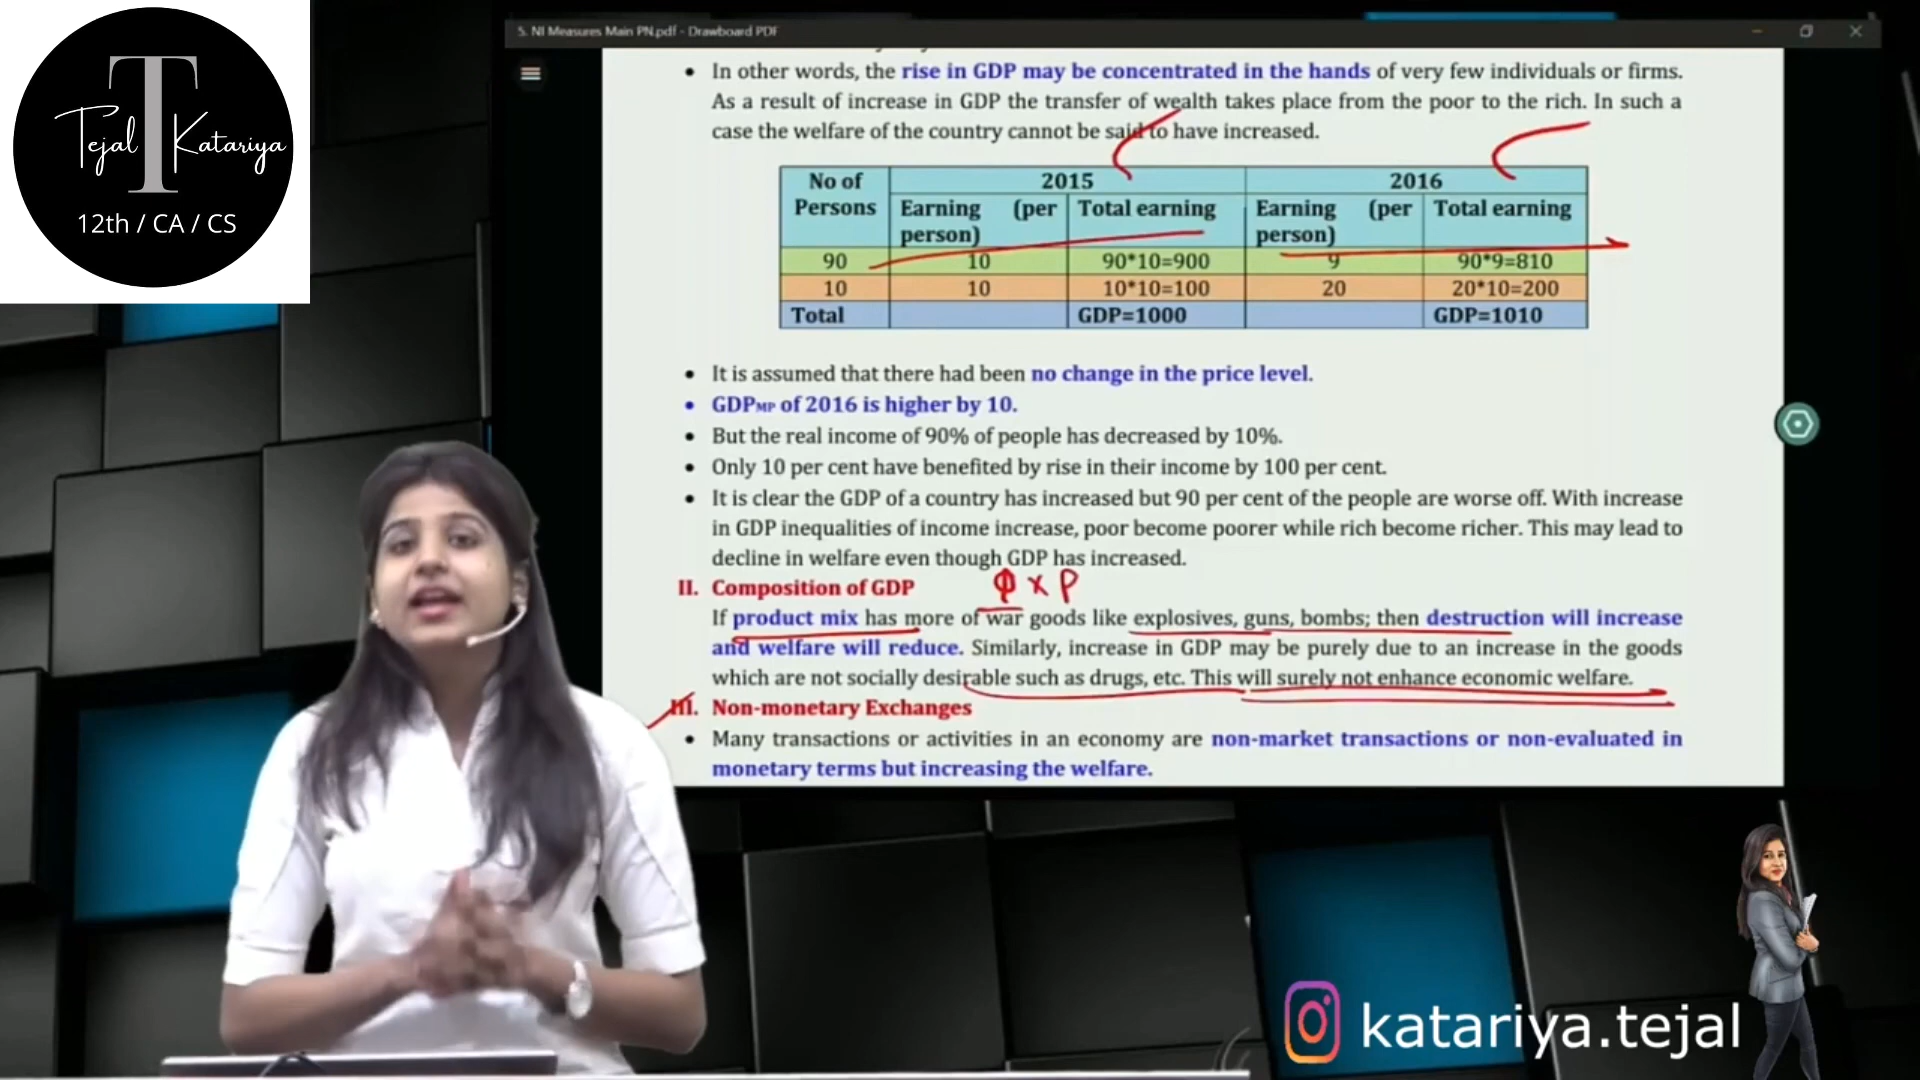 5. NI Measures Main PN.pdf - Drawboard PDF
Tejal T Katariya
12th / CA / CS
• In other words, the rise in GDP may be concentrated in the hands of very few individuals or firms.
As a result of increase in GDP the transfer of wealth takes place from the poor to the rich. In such a
case the welfare of the country cannot be said to have increased.
No of Persons 2015 2016
Earning (per person) Total earning Earning (per person) Total earning
90 10 90*10=900 9 90*9=810
10 10 10*10=100 20 20*10=200
Total GDP=1000 GDP=1010
• It is assumed that there had been no change in the price level.
• GDPMP of 2016 is higher by 10.
• But the real income of 90% of people has decreased by 10%.
• Only 10 per cent have benefited by rise in their income by 100 per cent.
• It is clear the GDP of a country has increased but 90 per cent of the people are worse off. With increase
in GDP inequalities of income increase, poor become poorer while rich become richer. This may lead to
decline in welfare even though GDP has increased.
II. Composition of GDP
× P
If product mix has more of war goods like explosives, guns, bombs; then destruction will increase
and welfare will reduce. Similarly, increase in GDP may be purely due to an increase in the goods
which are not socially desirable such as drugs, etc. This will surely not enhance economic welfare.
III. Non-monetary Exchanges
• Many transactions or activities in an economy are non-market transactions or non-evaluated in
monetary terms but increasing the welfare.
katariya.tejal